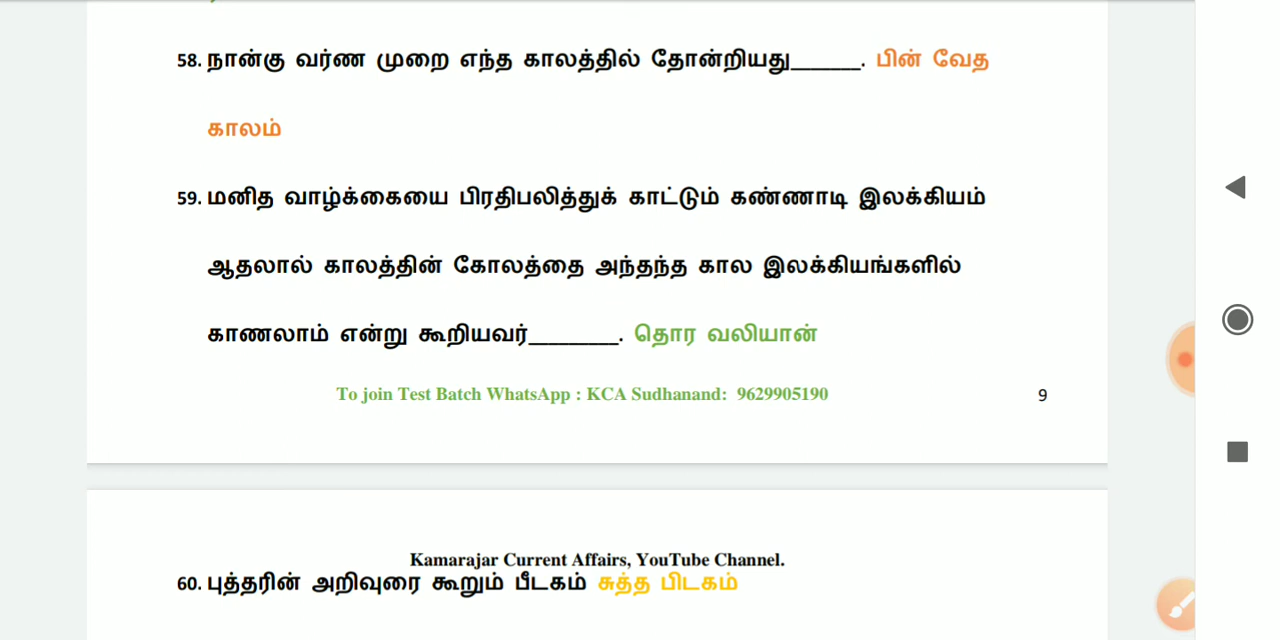 58. நான்கு வர்ண முறை எந்த காலத்தில் தோன்றியது_______. பின் வேத
காலம்
59. மனித வாழ்க்கையை பிரதிபலித்துக் காட்டும் கண்ணாடி இலக்கியம்
ஆதலால் காலத்தின் கோலத்தை அந்தந்த கால இலக்கியங்களில்
காணலாம் என்று கூறியவர்_________. தொர வலியான்
To join Test Batch WhatsApp : KCA Sudhanand: 9629905190
9
Kamarajar Current Affairs, YouTube Channel.
60. புத்தரின் அறிவுரை கூறும் பீடகம் சுத்த பிடகம்